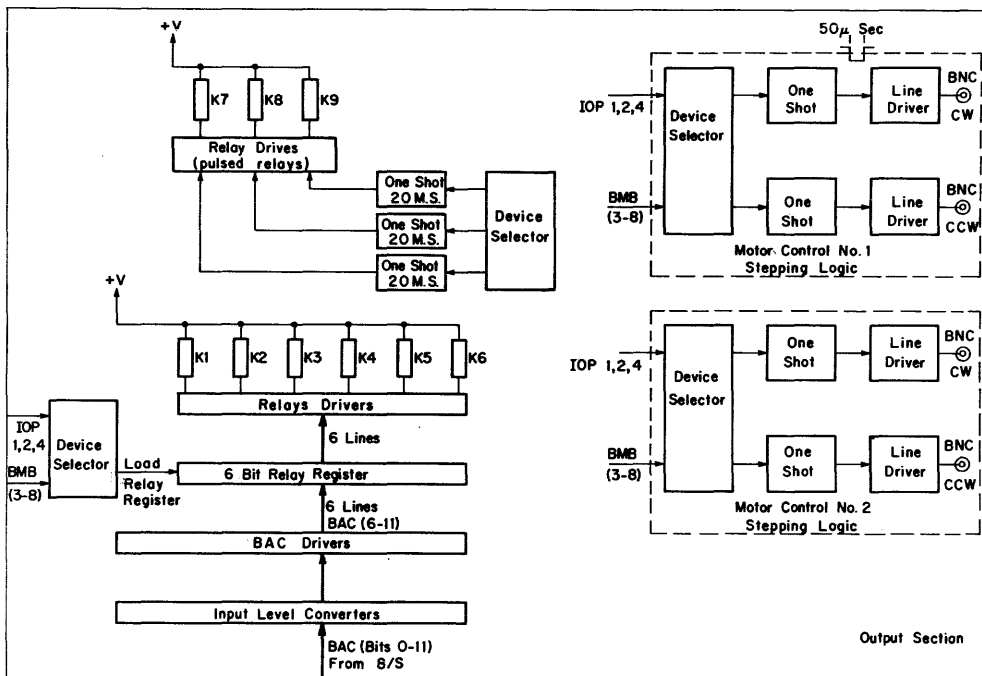 +V
K7
K8
K9
Relay Drives
(pulsed relays)
One Shot
20 M.S.
One Shot
20 M.S.
One Shot
20 M.S.
Device
Selector
+V
K1
K2
K3
K4
K5
K6
Relays Drivers
6 Lines
IOP
1,2,4
BMB
(3-8)
Device
Selector
Load
Relay
Register
6 Bit Relay Register
6 Lines
BAC (6-11)
BAC Drivers
Input Level Converters
BAC (Bits 0-11)
From 8/S
50μ Sec
IOP 1,2,4
BMB
(3-8)
Device
Selector
One
Shot
Line
Driver
BNC
CW
One
Shot
Line
Driver
BNC
CCW
Motor Control No. 1
Stepping Logic
IOP 1,2,4
BMB
(3-8)
Device
Selector
One
Shot
Line
Driver
BNC
CW
One
Shot
Line
Driver
BNC
CCW
Motor Control No. 2
Stepping Logic
Output Section